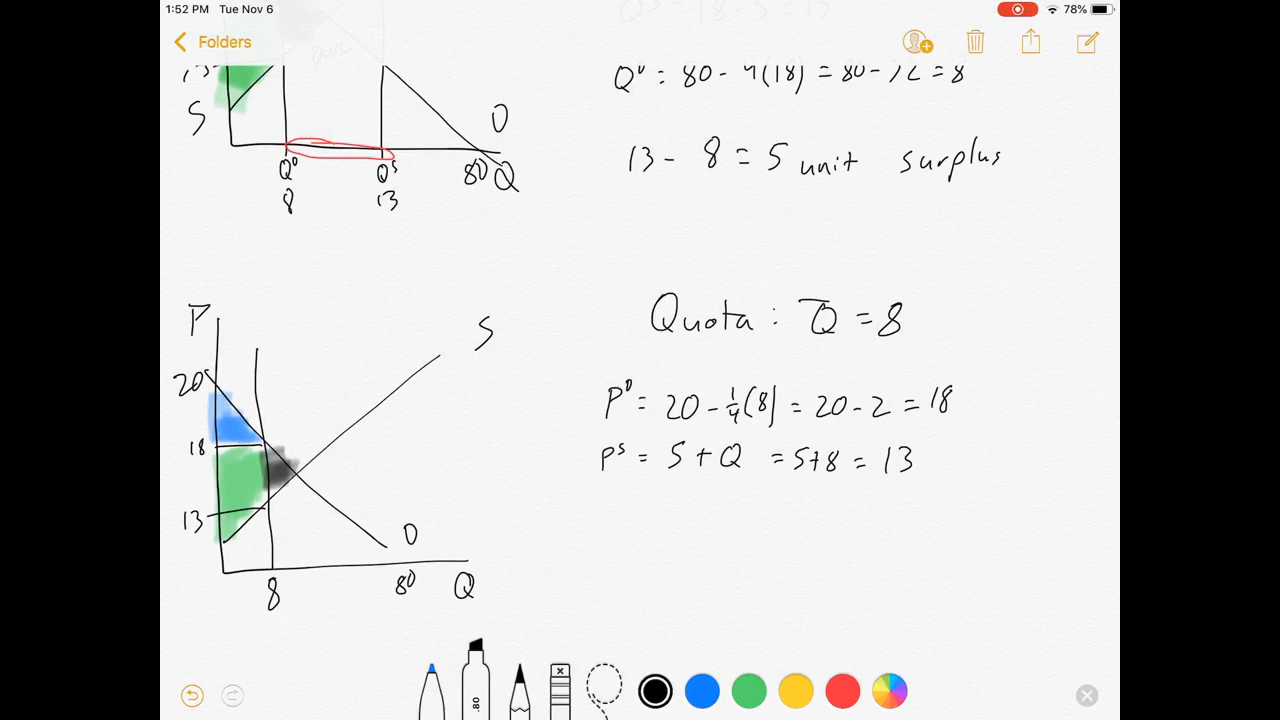 1:52 PM Tue Nov 6
78%
Folders
S
Q^D
8
Q^S
13
80
Q
D
Q^D = 80 - 4(18) = 80 - 72 = 8
13 - 8 = 5 unit surplus
P
20
18
13
S
D
8
80
Q
Quota : Q̅ = 8
P^D = 20 - 1/4(8) = 20 - 2 = 18
P^S = 5 + Q = 5+8 = 13
.80